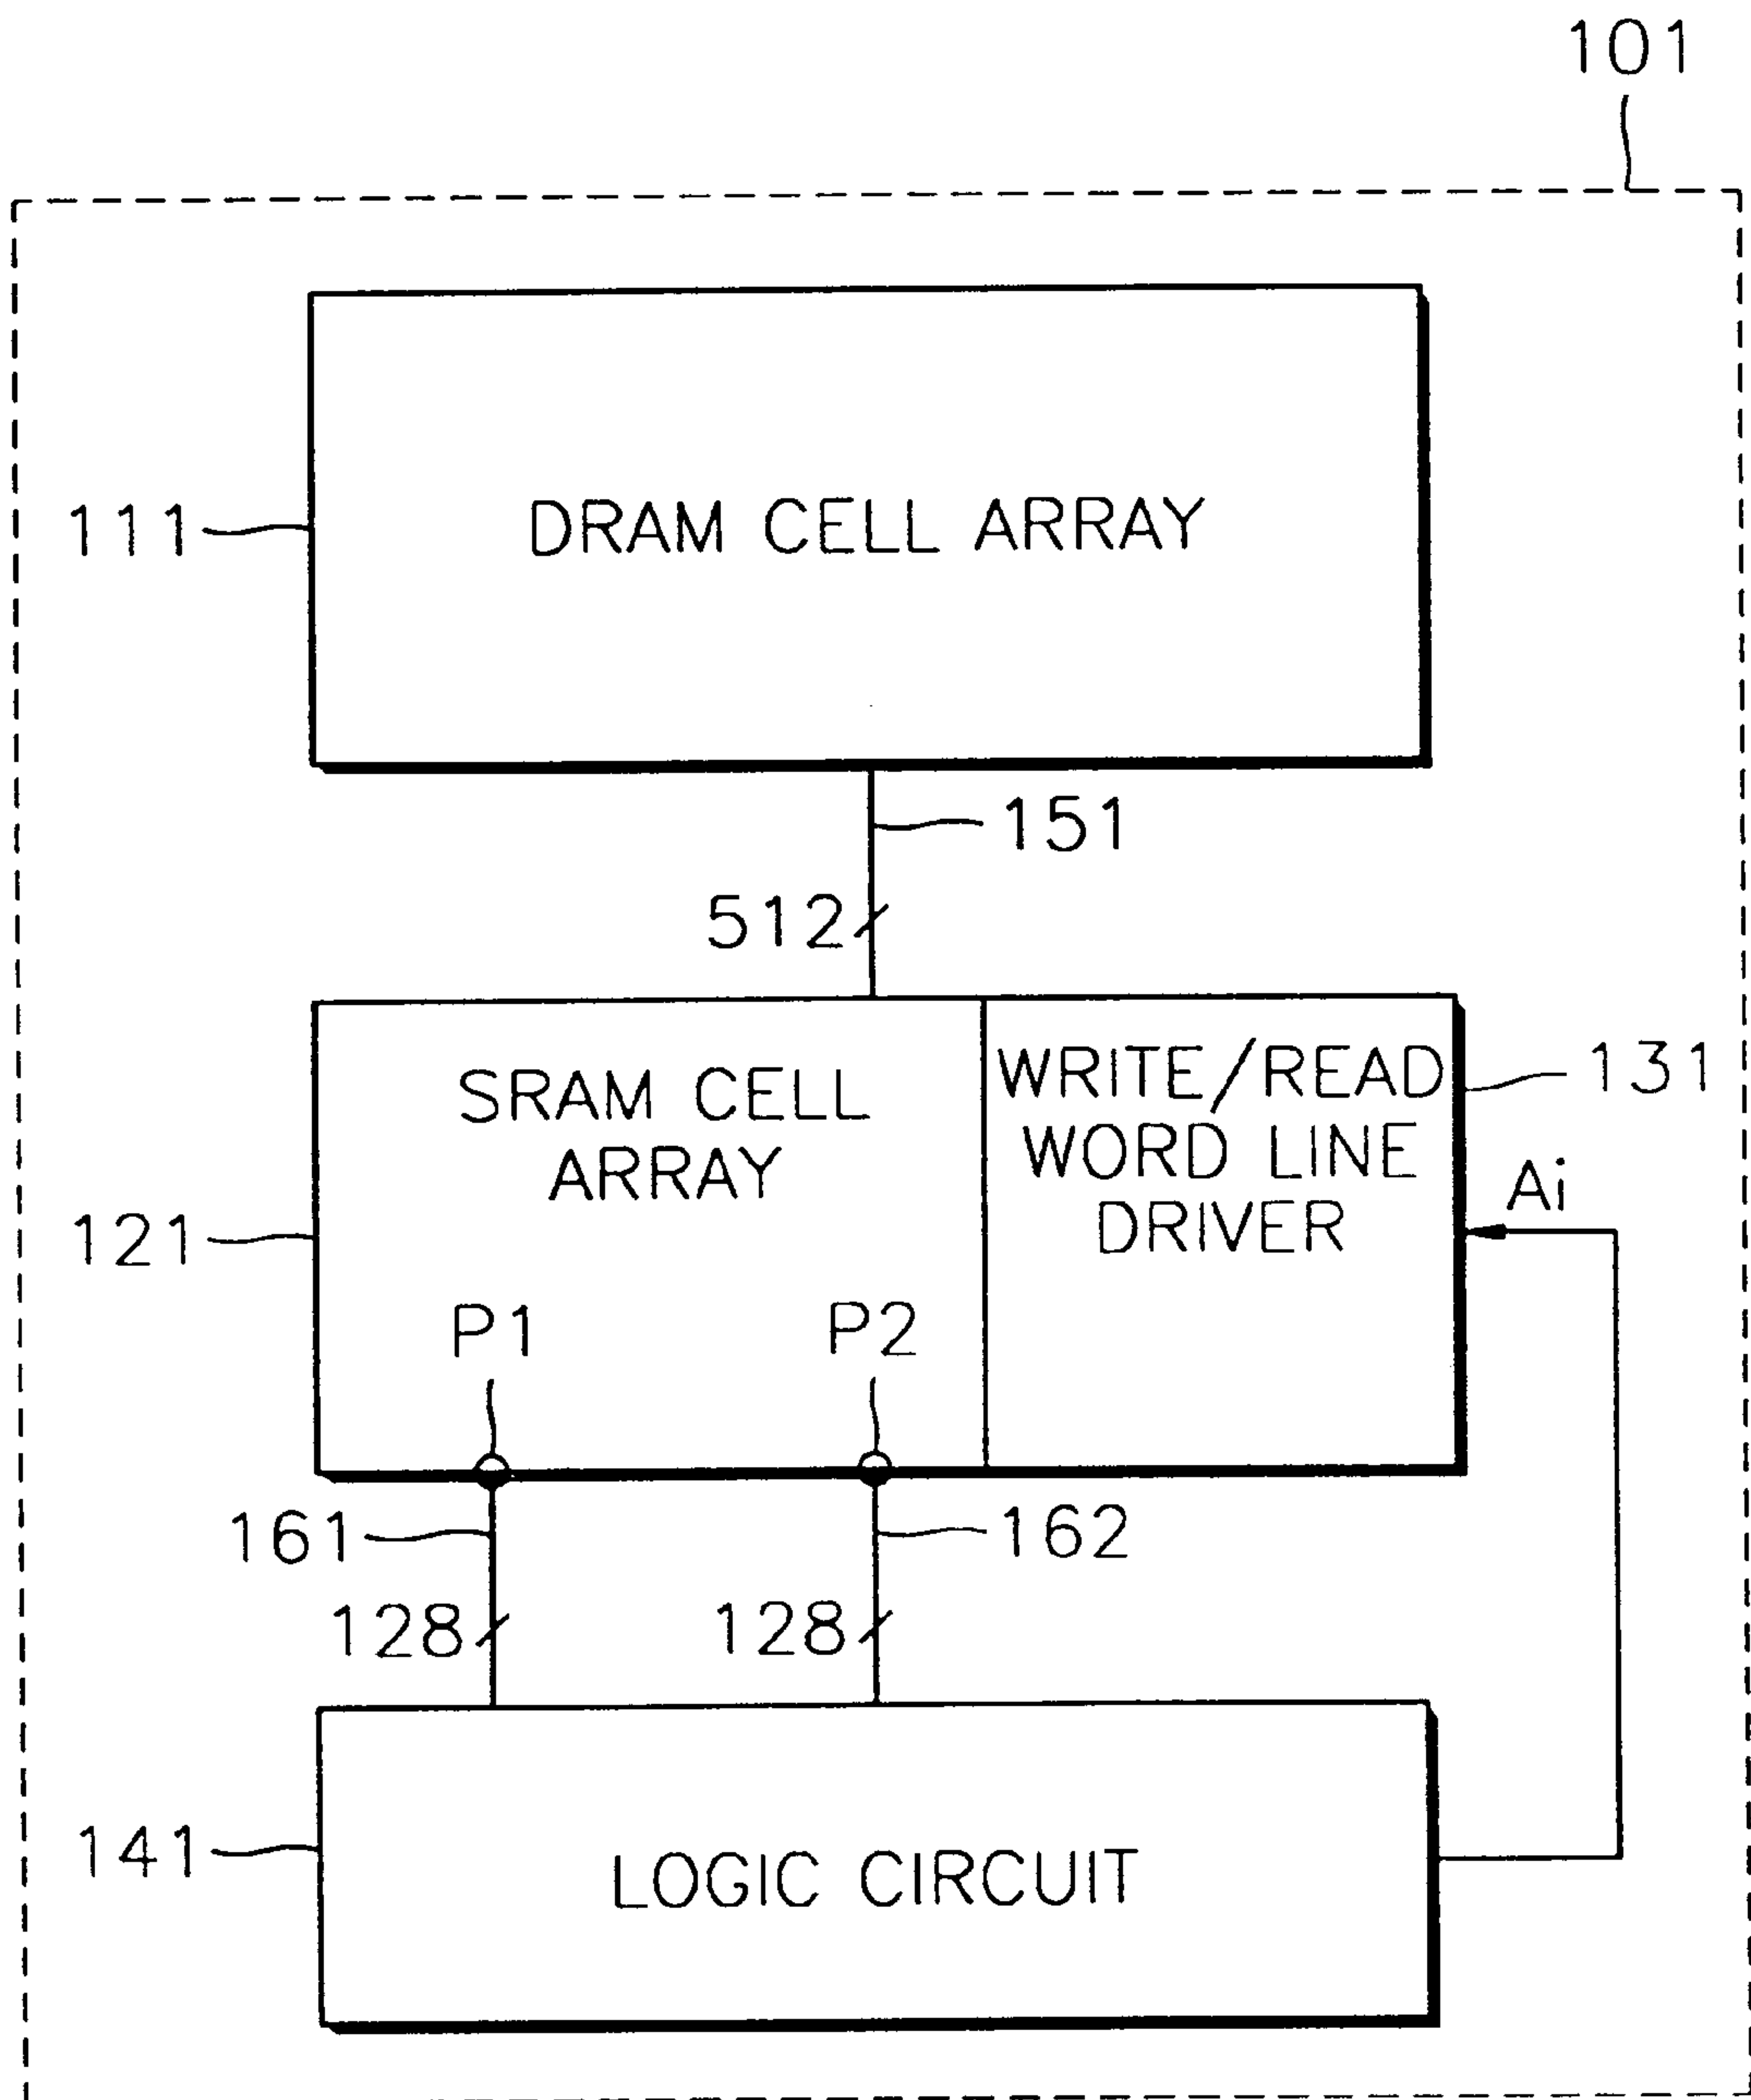 101
DRAM CELL ARRAY
111
151
512
SRAM CELL
ARRAY
WRITE/READ
WORD LINE
DRIVER
131
Ai
121
P1
P2
161
162
128
128
141
LOGIC CIRCUIT